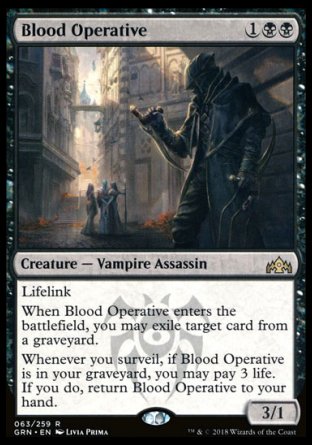 Blood Operative 1
Creature — Vampire Assassin
Lifelink
When Blood Operative enters the
battlefield, you may exile target card from
a graveyard.
Whenever you surveil, if Blood Operative
is in your graveyard, you may pay 3 life.
If you do, return Blood Operative to your
hand.
063/259 R
GRN • EN Livia Prima
™ & © 2018 Wizards of the Coast
3/1